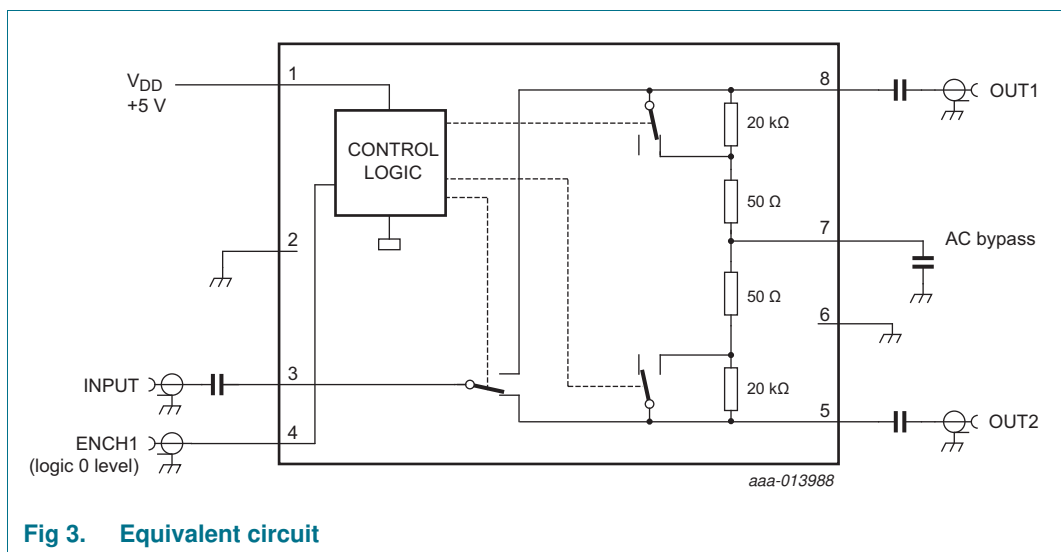 1
8
V_DD
+5 V
OUT1
20 kΩ
CONTROL
LOGIC
50 Ω
2
7
AC bypass
50 Ω
6
INPUT
3
20 kΩ
5
4
ENCH1
(logic 0 level)
OUT2
aaa-013988
Fig 3. Equivalent circuit